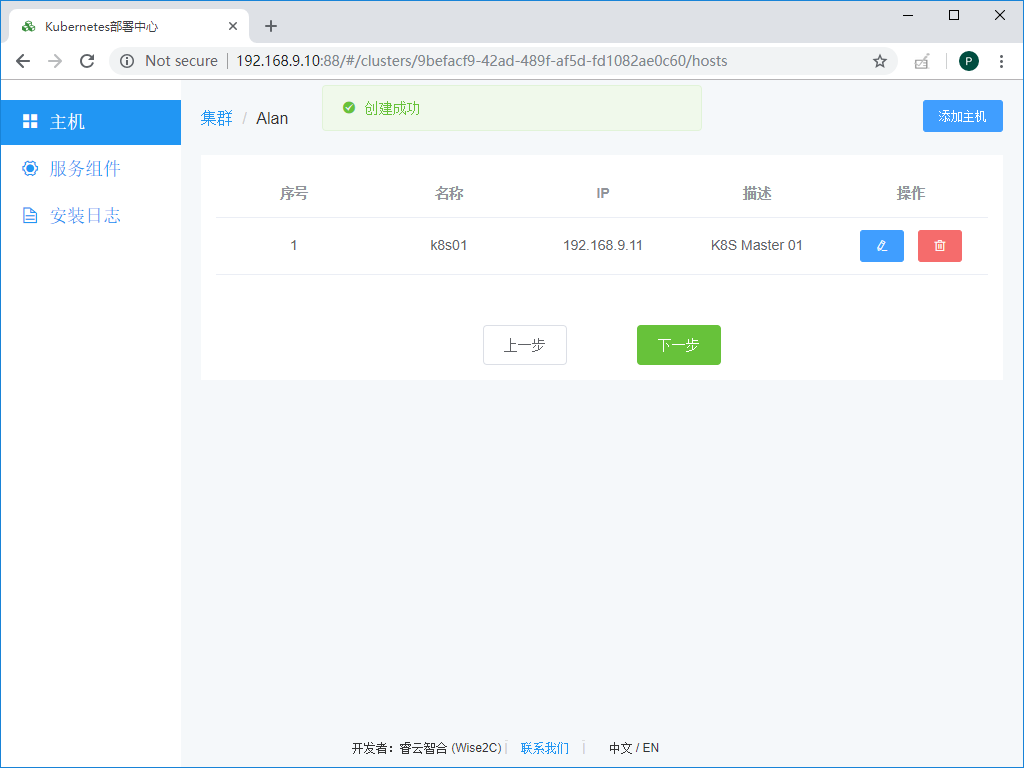 Kubernetes部署中心
Not secure | 192.168.9.10:88/#/clusters/9befacf9-42ad-489f-af5d-fd1082ae0c60/hosts
P
主机
服务组件
安装日志
集群 / Alan
创建成功
添加主机
序号 名称 IP 描述 操作
1 k8s01 192.168.9.11 K8S Master 01
上一步 下一步
开发者：睿云智合 (Wise2C) | 联系我们 | 中文 / EN